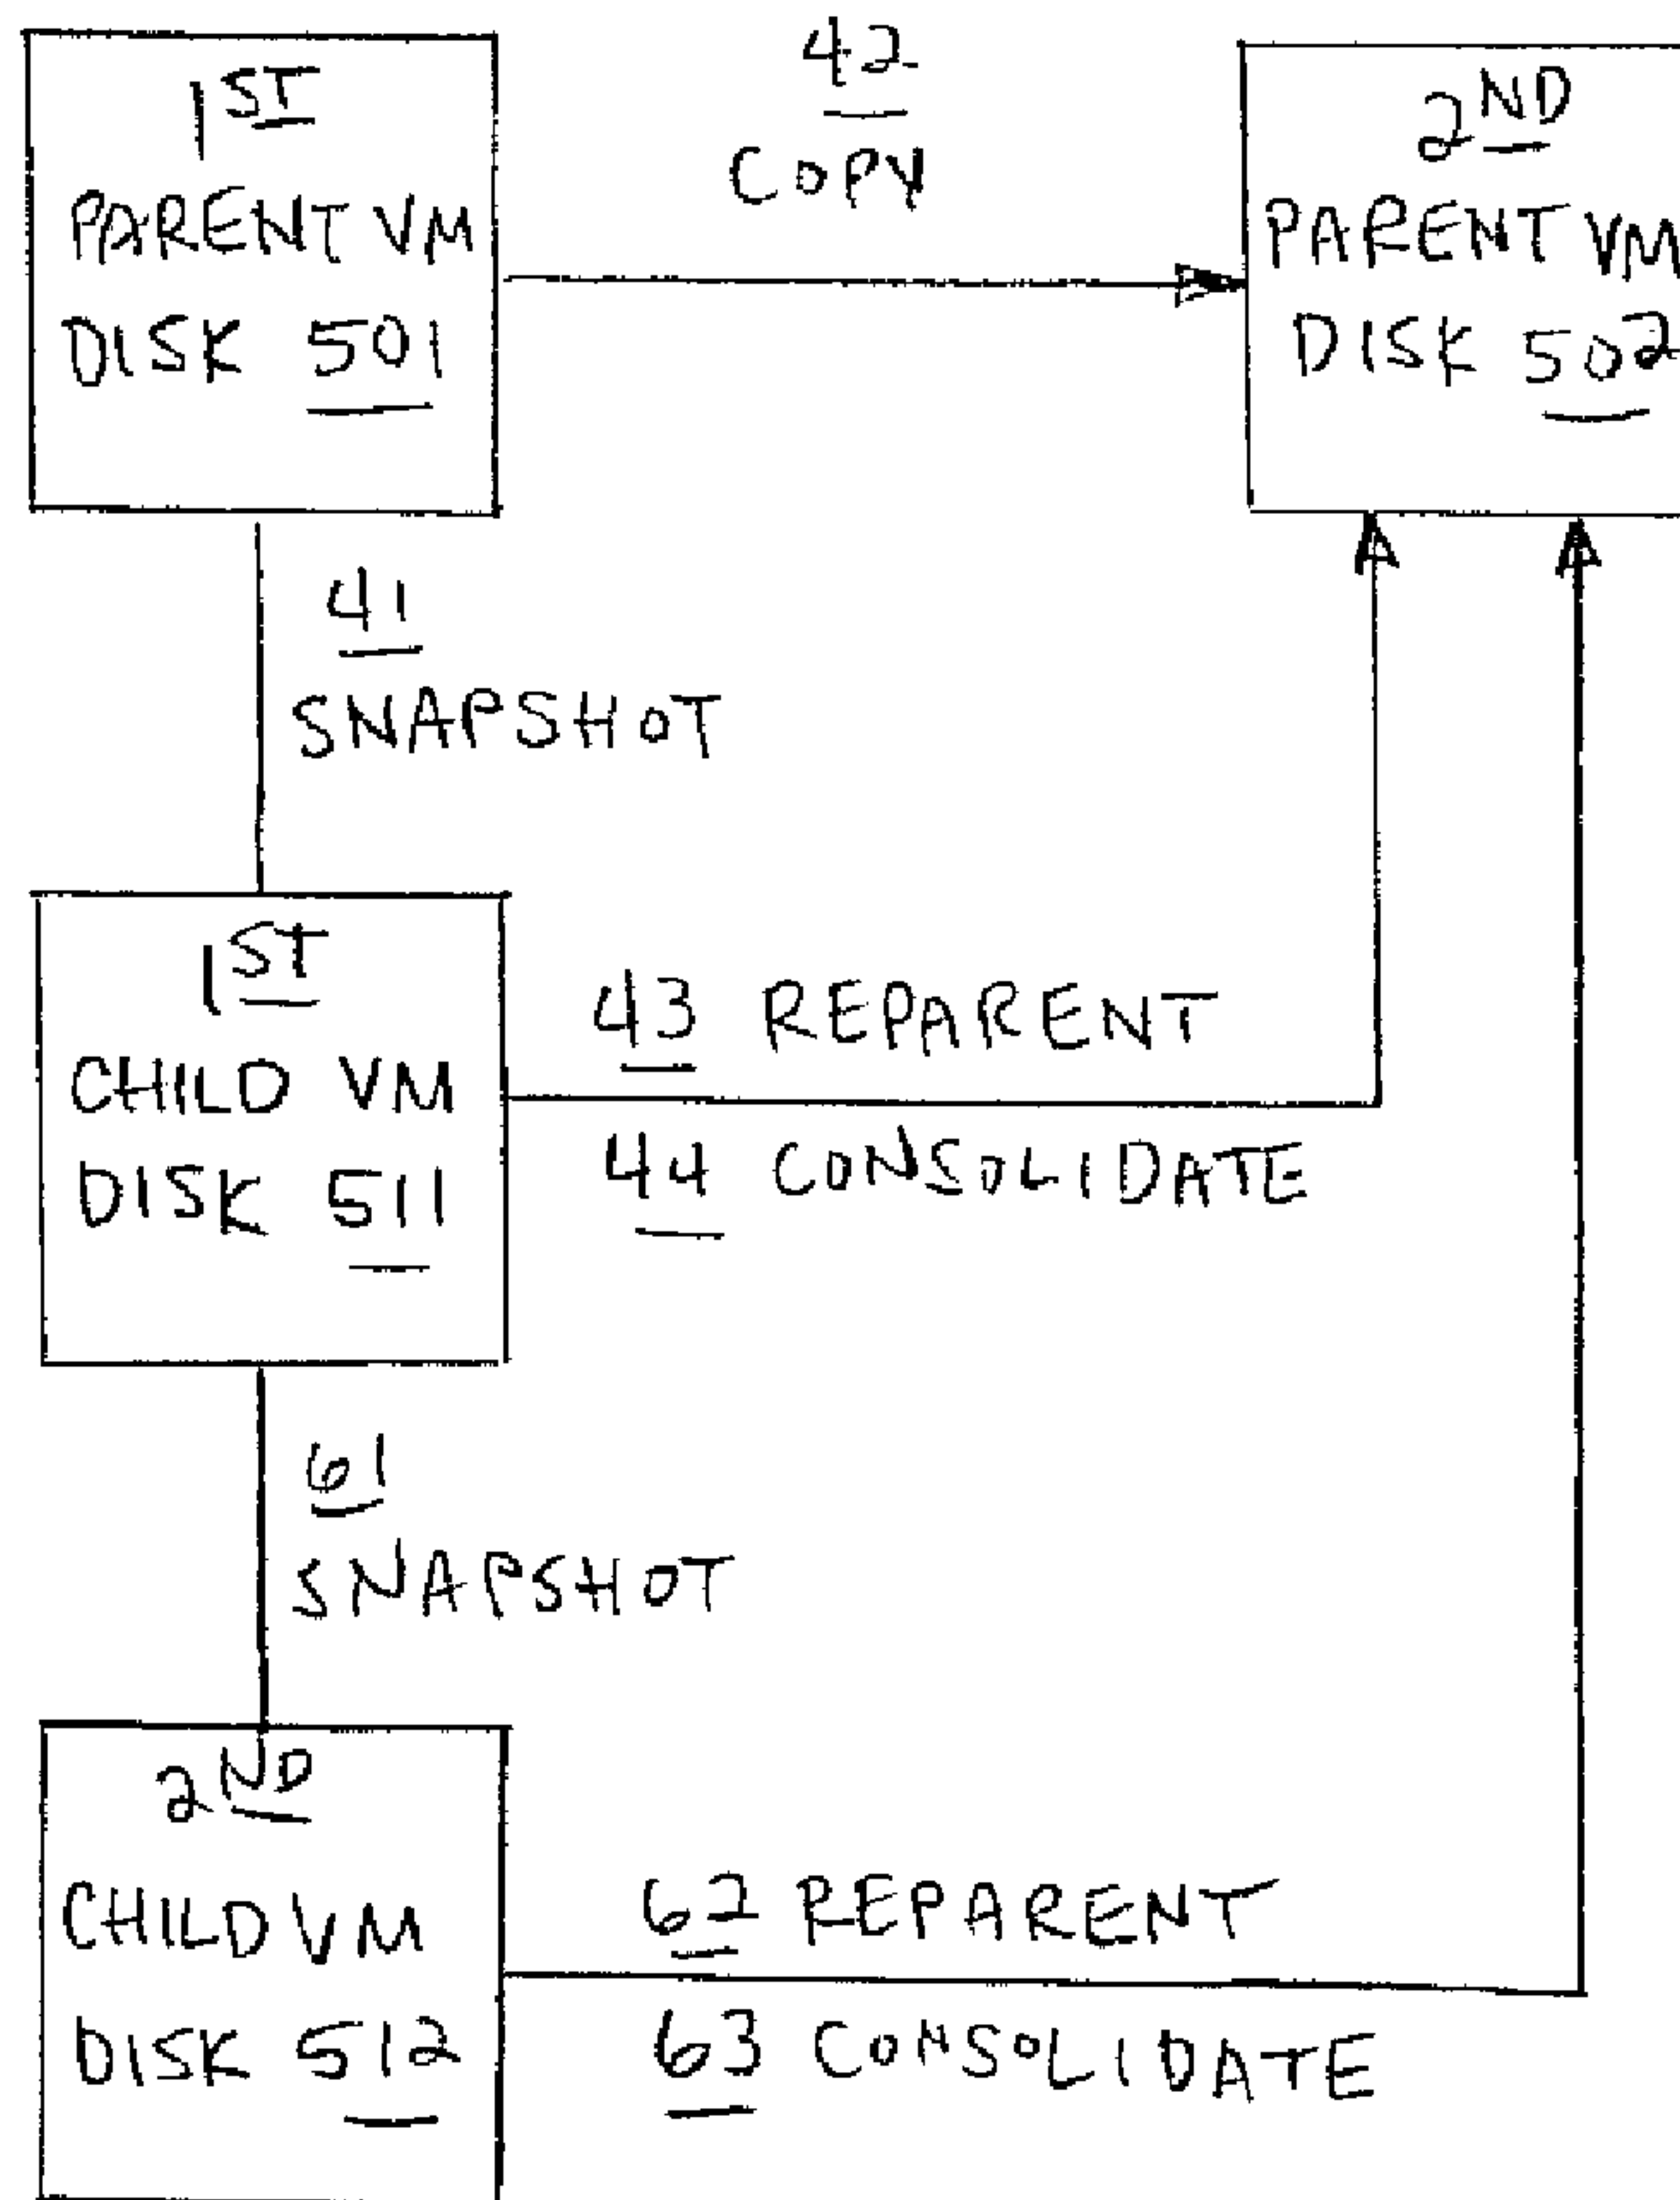 1ST
PARENT VM
DISK 501
42
COPY
2ND
PARENT VM
DISK 502
41
SNAPSHOT
1ST
CHILD VM
DISK 511
43 REPARENT
44 CONSOLIDATE
61
SNAPSHOT
2ND
CHILD VM
DISK 512
62 REPARENT
63 CONSOLIDATE